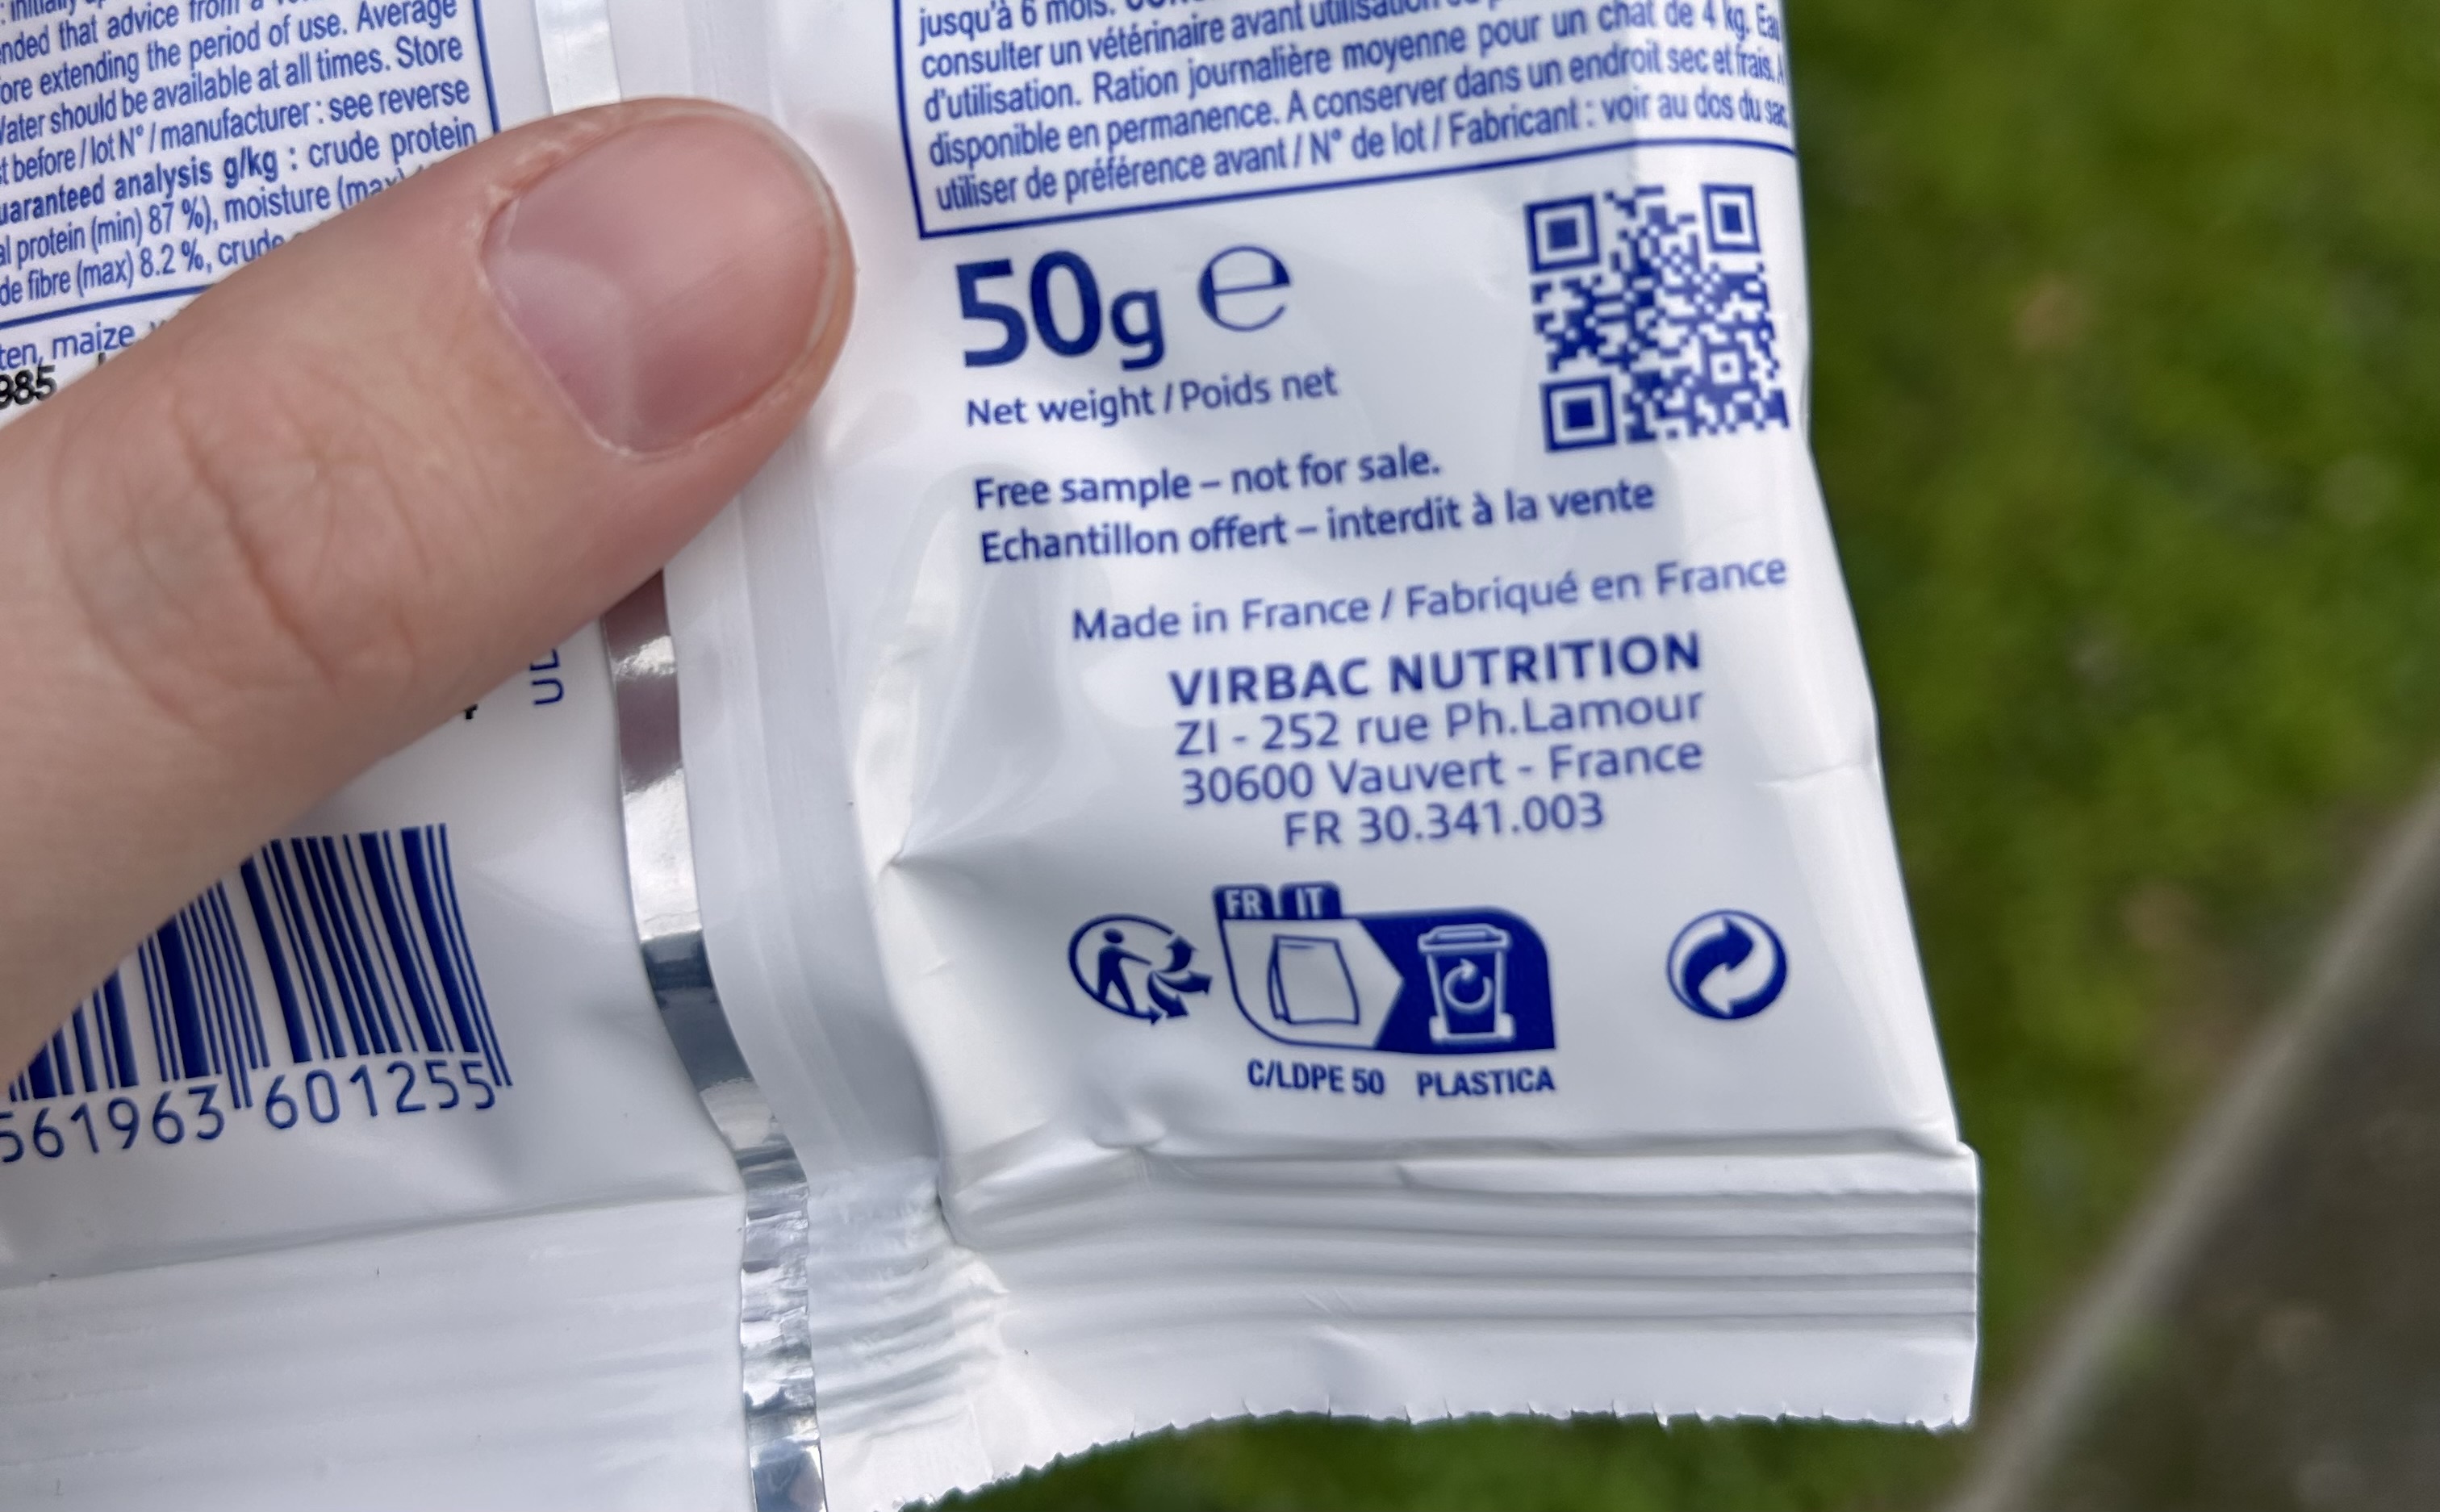 : Initially
nded that advice from a
ore extending the period of use. Average
Water should be available at all times. Store
t before / lot N° / manufacturer : see reverse
uaranteed analysis g/kg : crude protein
al protein (min) 87 %), moisture (max)
de fibre (max) 8.2 %, crude
ten, maize
985
561963 601255
jusqu'à 6 mois.
consulter un vétérinaire avant utilisation
d'utilisation. Ration journalière moyenne pour un chat de 4 kg. Eau
disponible en permanence. A conserver dans un endroit sec et frais. A
utiliser de préférence avant / N° de lot / Fabricant : voir au dos du sac.
50g ℮
Net weight / Poids net
Free sample – not for sale.
Echantillon offert – interdit à la vente
Made in France / Fabriqué en France
VIRBAC NUTRITION
ZI - 252 rue Ph.Lamour
30600 Vauvert - France
FR 30.341.003
FR IT
C/LDPE 50 PLASTICA